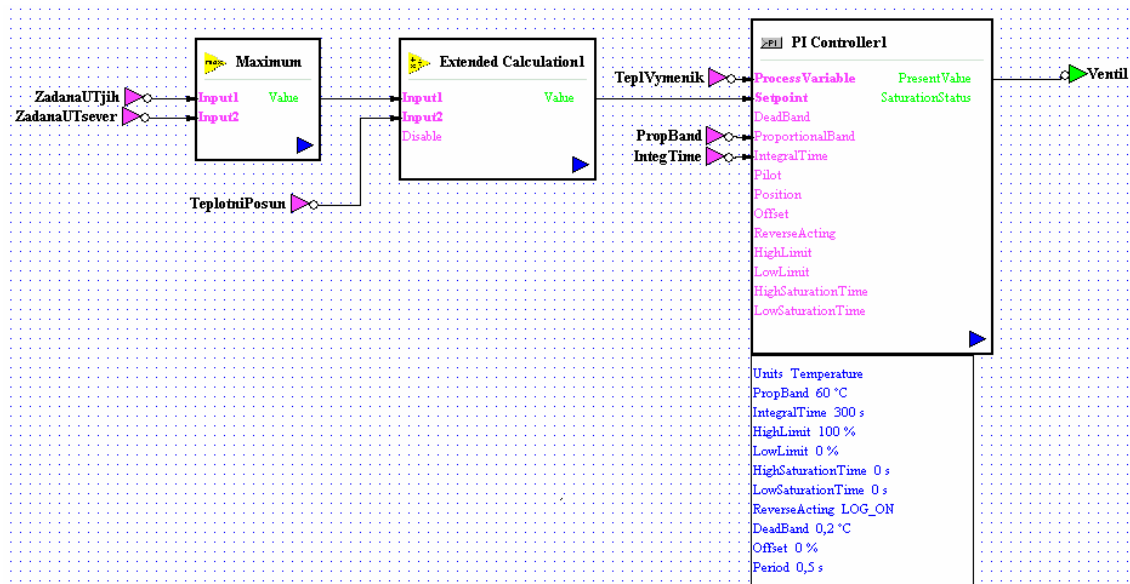 PI Controller1
Maximum
Extended Calculation1
Tep1Vymenik
ProcessVariable PresentValue
Ventil
ZadanaUTjih
Input1 Value
Input1 Value
Setpoint SaturationStatus
ZadanaUTsever
Input2
Input2
DeadBand
Disable
PropBand
ProportionalBand
IntegTime
IntegralTime
Pilot
Position
TeplotniPosun
Offset
ReverseActing
HighLimit
LowLimit
HighSaturationTime
LowSaturationTime
Units Temperature
PropBand 60 °C
IntegralTime 300 s
HighLimit 100 %
LowLimit 0 %
HighSaturationTime 0 s
LowSaturationTime 0 s
ReverseActing LOG_ON
DeadBand 0,2 °C
Offset 0 %
Period 0,5 s